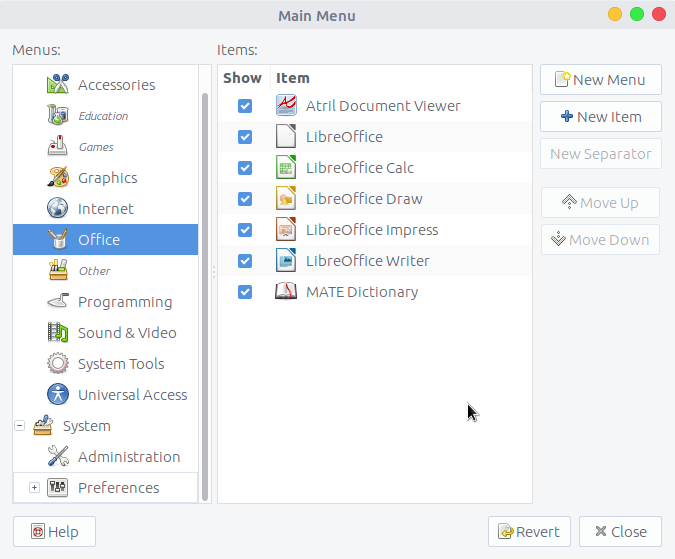 Main Menu
Menus:
Accessories
Education
Games
Graphics
Internet
Office
Other
Programming
Sound & Video
System Tools
Universal Access
System
Administration
Preferences
Items:
Show Item
Atril Document Viewer
LibreOffice
LibreOffice Calc
LibreOffice Draw
LibreOffice Impress
LibreOffice Writer
MATE Dictionary
New Menu
New Item
New Separator
Move Up
Move Down
Help
Revert
Close